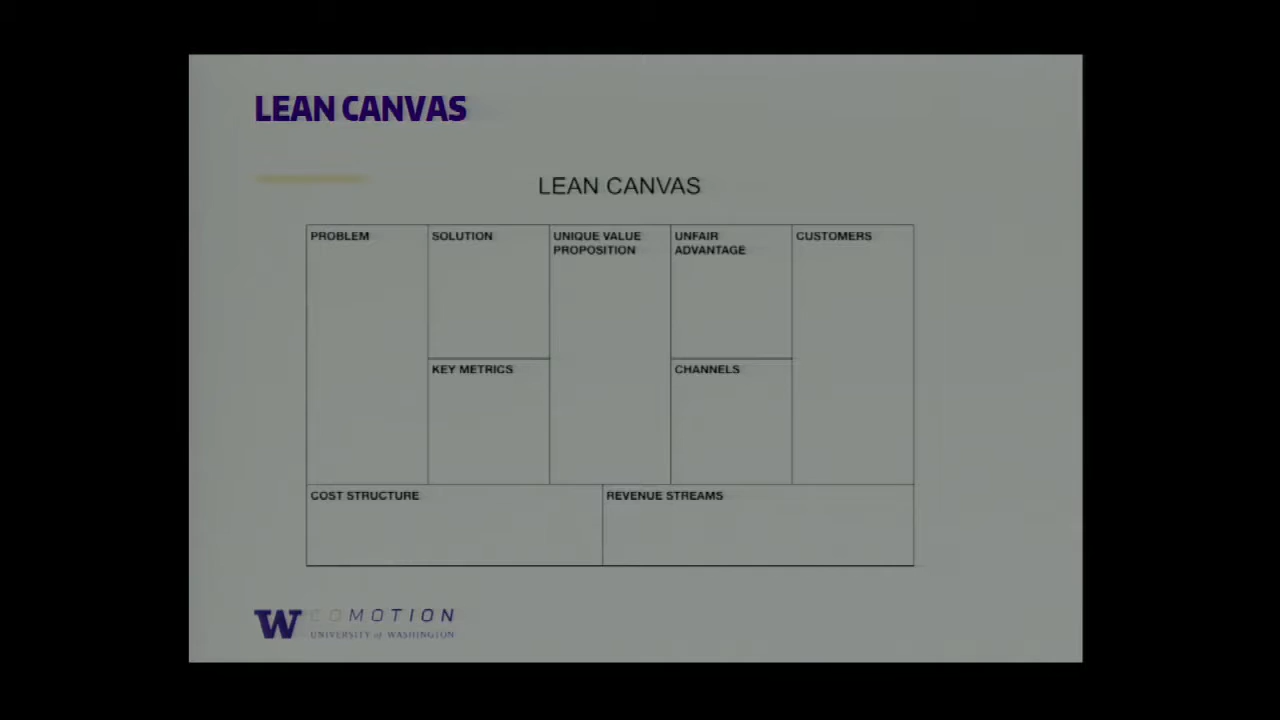 LEAN CANVAS
LEAN CANVAS
PROBLEM
SOLUTION
UNIQUE VALUE
PROPOSITION
UNFAIR
ADVANTAGE
CUSTOMERS
KEY METRICS
CHANNELS
COST STRUCTURE
REVENUE STREAMS
W
MOTION
UNIVERSITY of WASHINGTON